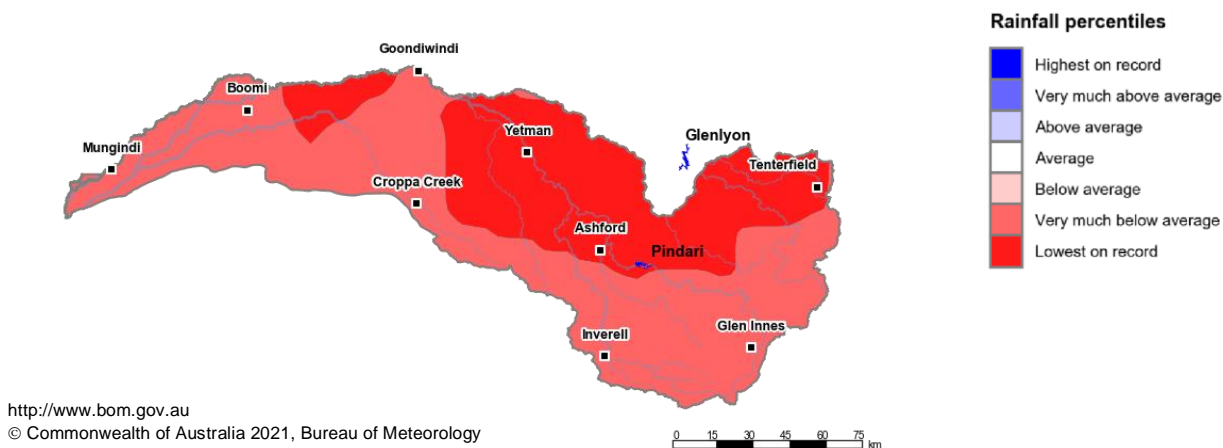 Rainfall percentiles
Highest on record
Very much above average
Above average
Average
Below average
Very much below average
Lowest on record
Goondiwindi
Boomi
Mungindi
Yetman
Glenlyon
Tenterfield
Croppa Creek
Ashford
Pindari
Inverell
Glen Innes
http://www.bom.gov.au
© Commonwealth of Australia 2021, Bureau of Meteorology
0 15 30 45 60 75
km